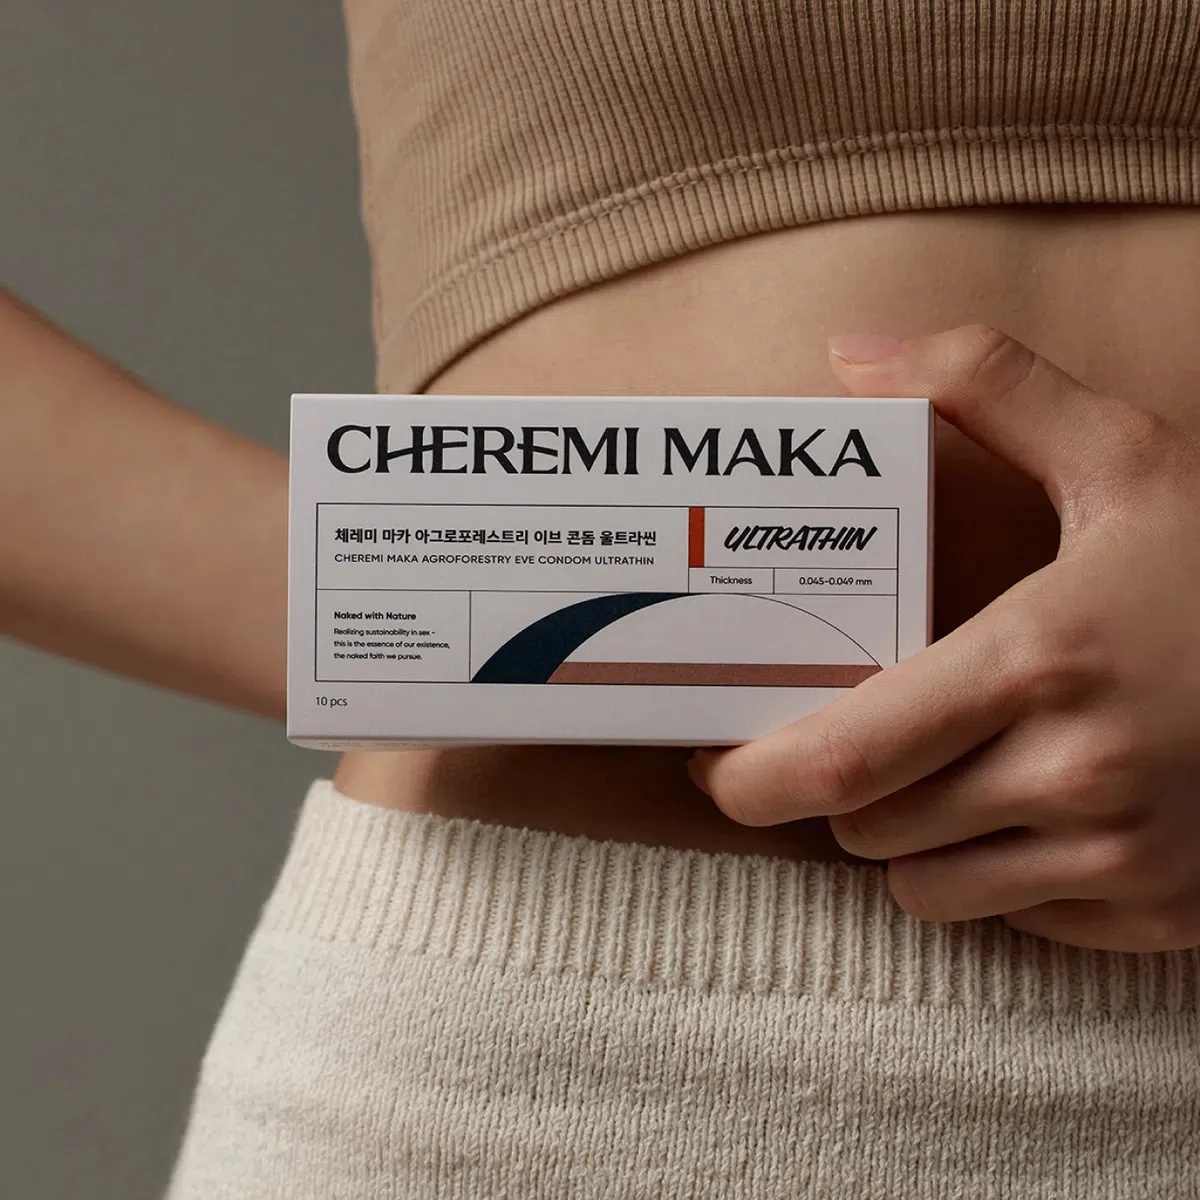 CHEREMI MAKA
체레미 마카 아그로포레스트리 이브 콘돔 울트라씬
CHEREMI MAKA AGROFORESTRY EVE CONDOM ULTRATHIN
ULTRATHIN
Thickness
0.045-0.049 mm
Naked with Nature
Realizing sustainability in sex –
this is the essence of our existence,
the naked faith we pursue.
10 pcs